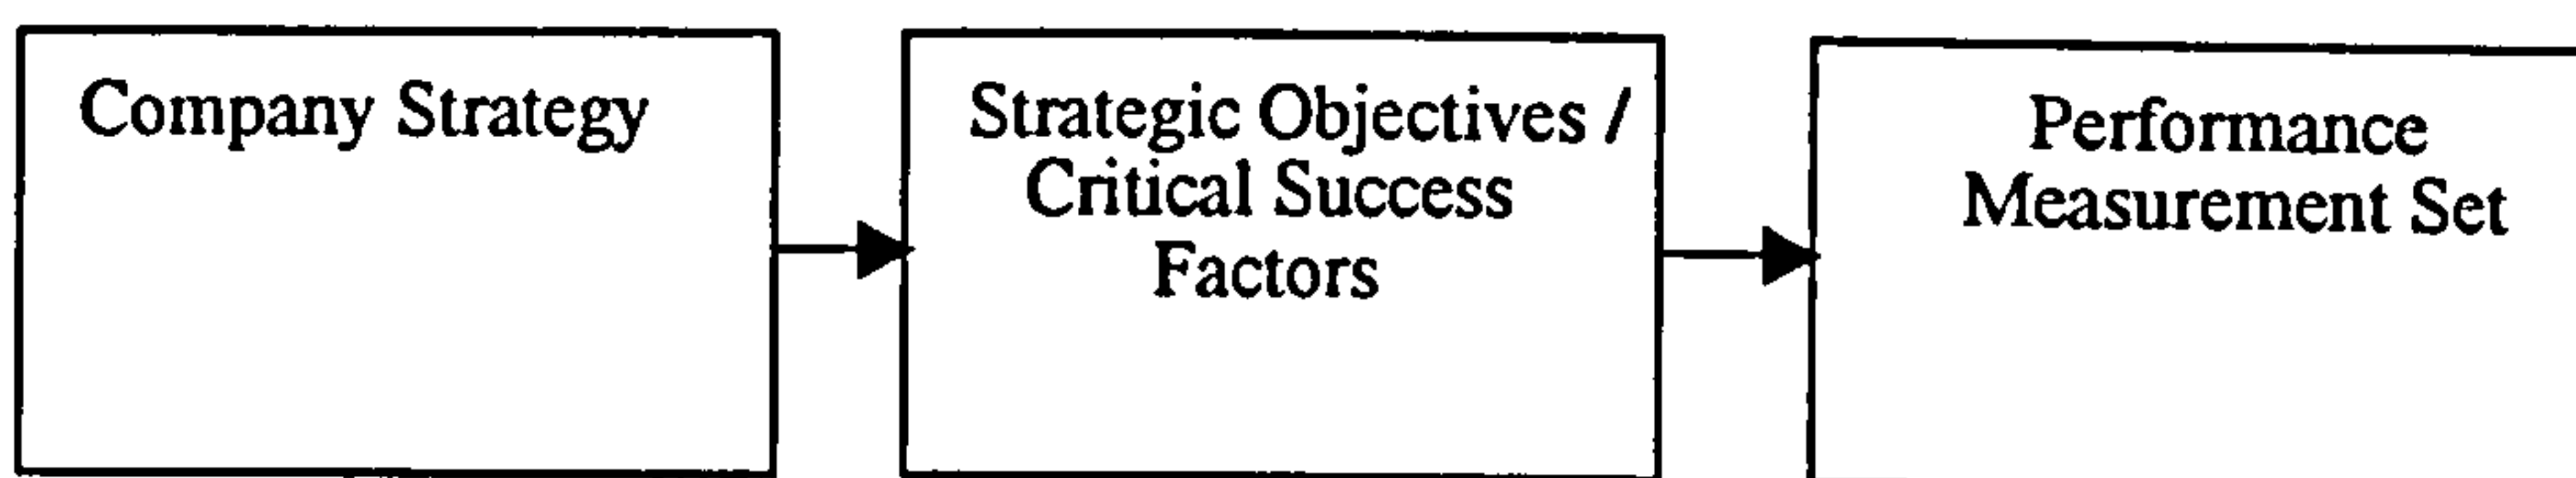 Company Strategy
Strategic Objectives /
Critical Success
Factors
Performance
Measurement Set